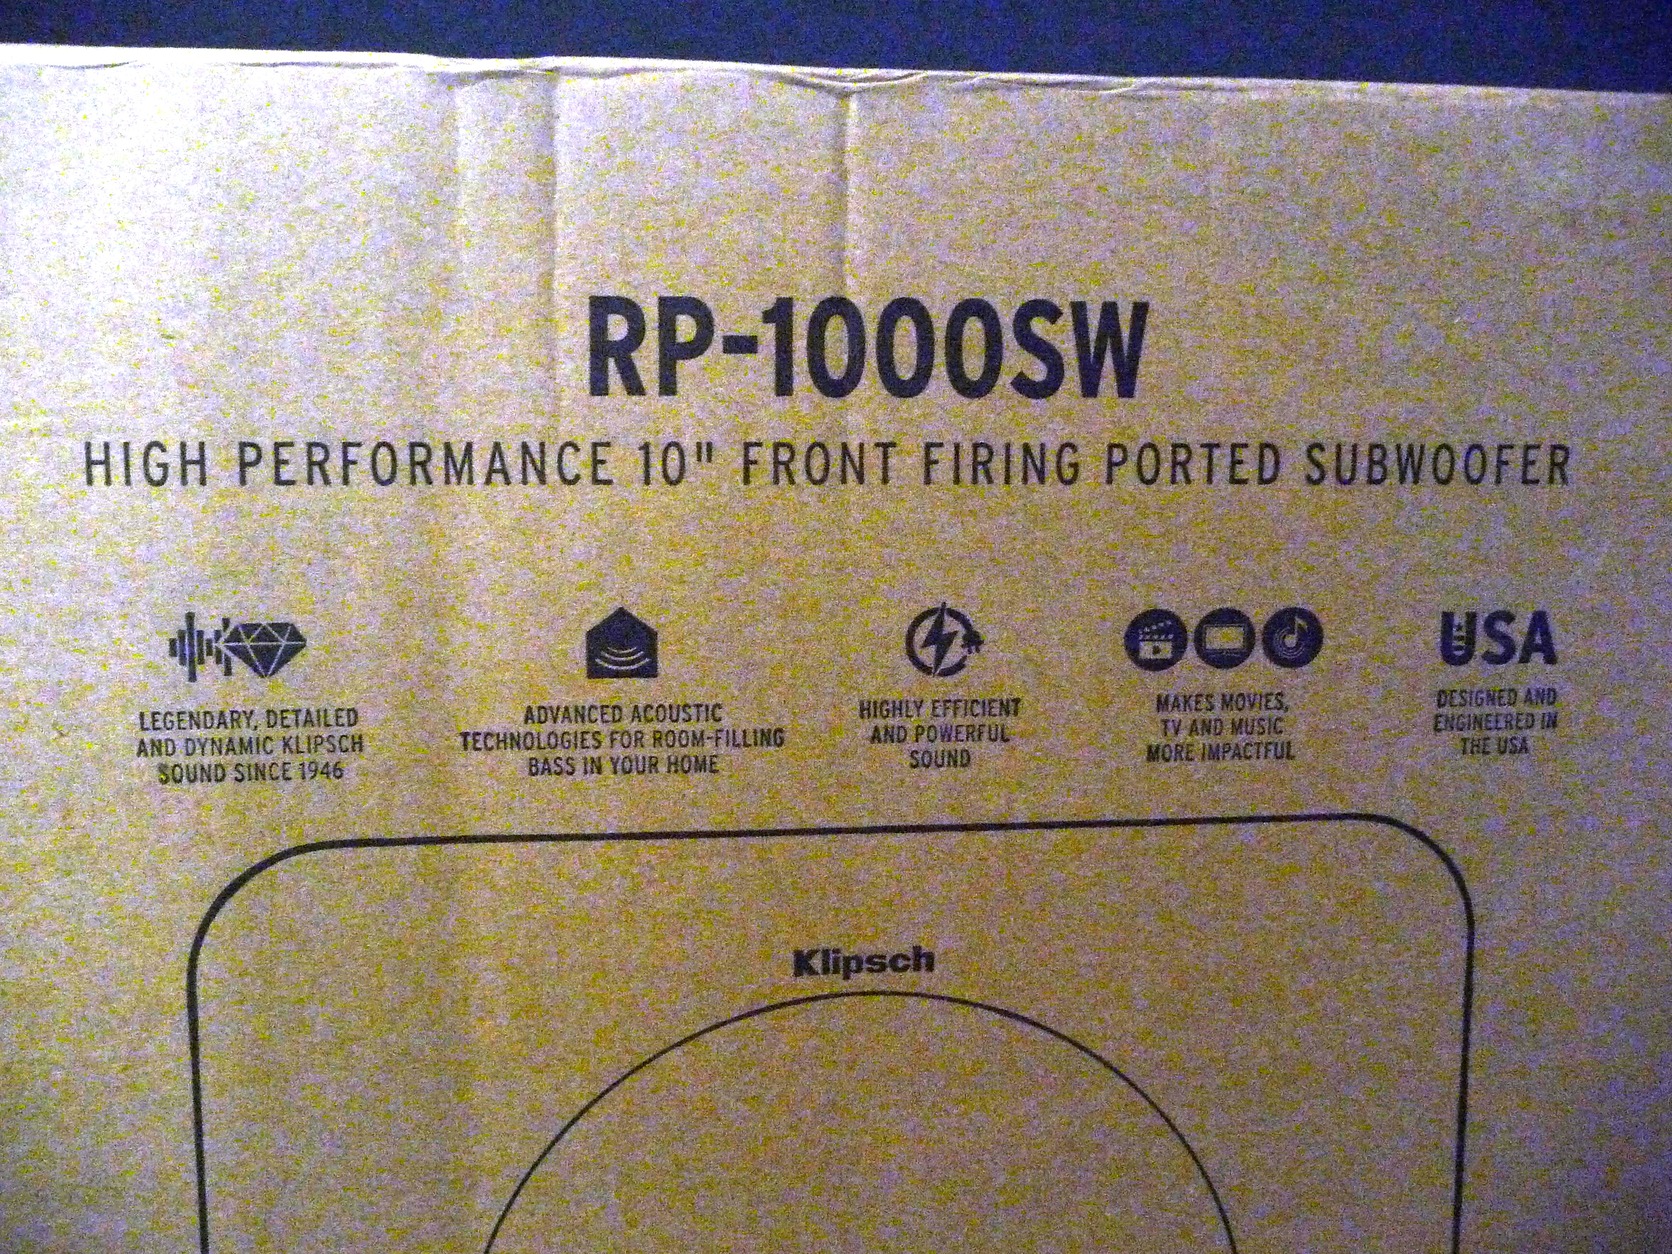 RP-1000SW
HIGH PERFORMANCE 10" FRONT FIRING PORTED SUBWOOFER
LEGENDARY, DETAILED
AND DYNAMIC KLIPSCH
SOUND SINCE 1946
ADVANCED ACOUSTIC
TECHNOLOGIES FOR ROOM-FILLING
BASS IN YOUR HOME
HIGHLY EFFICIENT
AND POWERFUL
SOUND
MAKES MOVIES,
TV AND MUSIC
MORE IMPACTFUL
USA
DESIGNED AND
ENGINEERED IN
THE USA
Klipsch